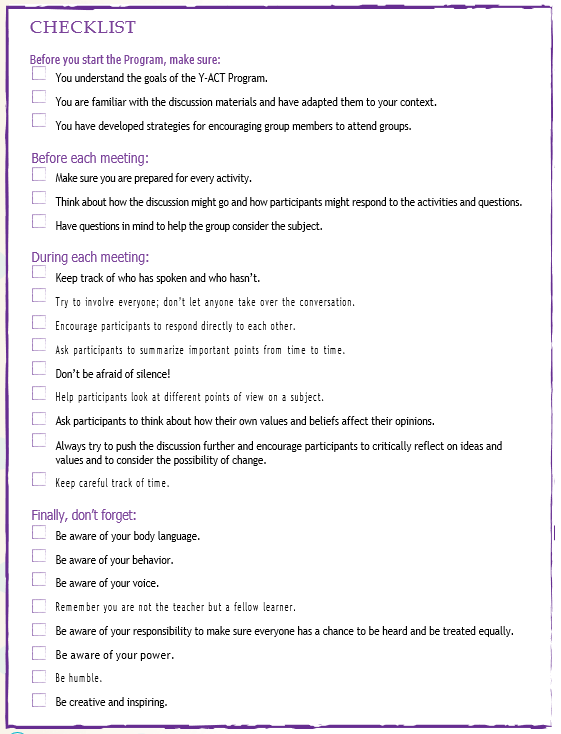 CHECKLIST
Before you start the Program, make sure:
You understand the goals of the Y-ACT Program.
You are familiar with the discussion materials and have adapted them to your context.
You have developed strategies for encouraging group members to attend groups.
Before each meeting:
Make sure you are prepared for every activity.
Think about how the discussion might go and how participants might respond to the activities and questions.
Have questions in mind to help the group consider the subject.
During each meeting:
Keep track of who has spoken and who hasn't.
Try to involve everyone; don't let anyone take over the conversation.
Encourage participants to respond directly to each other.
Ask participants to summarize important points from time to time.
Don't be afraid of silence!
Help participants look at different points of view on a subject.
Ask participants to think about how their own values and beliefs affect their opinions.
Always try to push the discussion further and encourage participants to critically reflect on ideas and
values and to consider the possibility of change.
Keep careful track of time.
Finally, don't forget:
Be aware of your body language.
Be aware of your behavior.
Be aware of your voice.
Remember you are not the teacher but a fellow learner.
Be aware of your responsibility to make sure everyone has a chance to be heard and be treated equally.
Be aware of your power.
Be humble.
Be creative and inspiring.